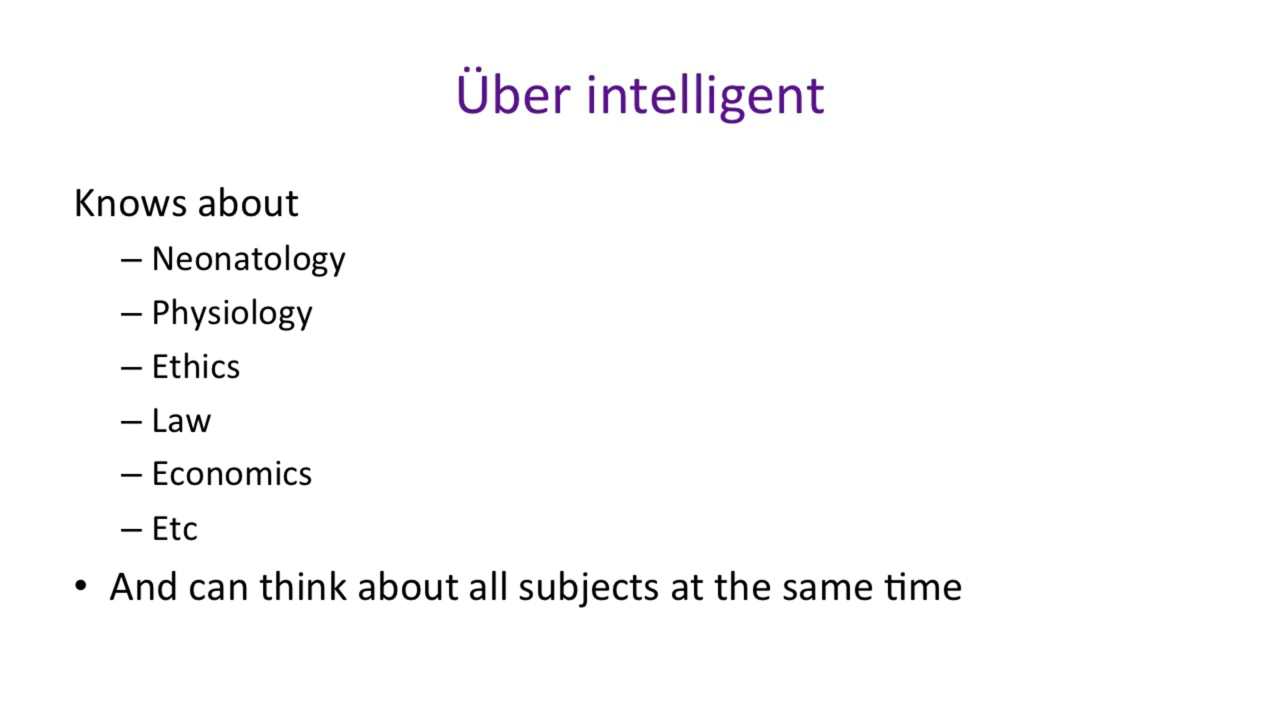 Über intelligent
Knows about
– Neonatology
– Physiology
– Ethics
– Law
– Economics
– Etc
• And can think about all subjects at the same time